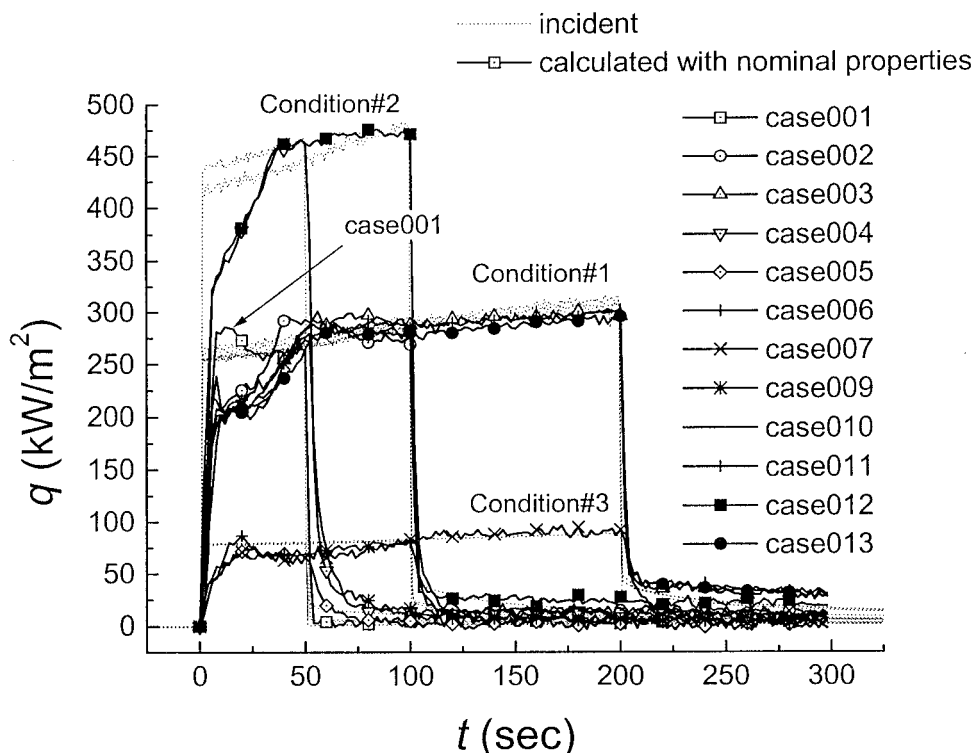 incident
calculated with nominal properties
500
450
400
350
300
250
200
150
100
50
0
q (kW/m²)
Condition#2
case001
Condition#1
Condition#3
case001
case002
case003
case004
case005
case006
case007
case009
case010
case011
case012
case013
0 50 100 150 200 250 300
t (sec)